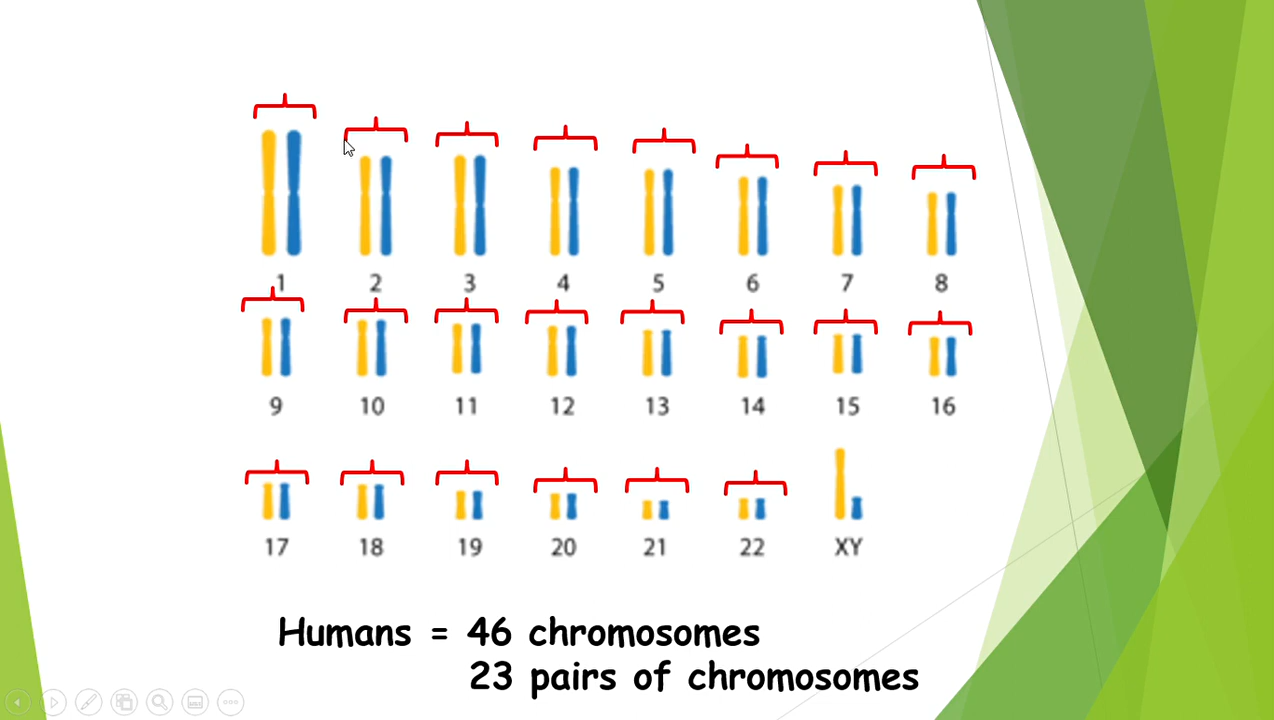 1 2 3 4 5 6 7 8
9 10 11 12 13 14 15 16
17 18 19 20 21 22 XY
Humans = 46 chromosomes
23 pairs of chromosomes